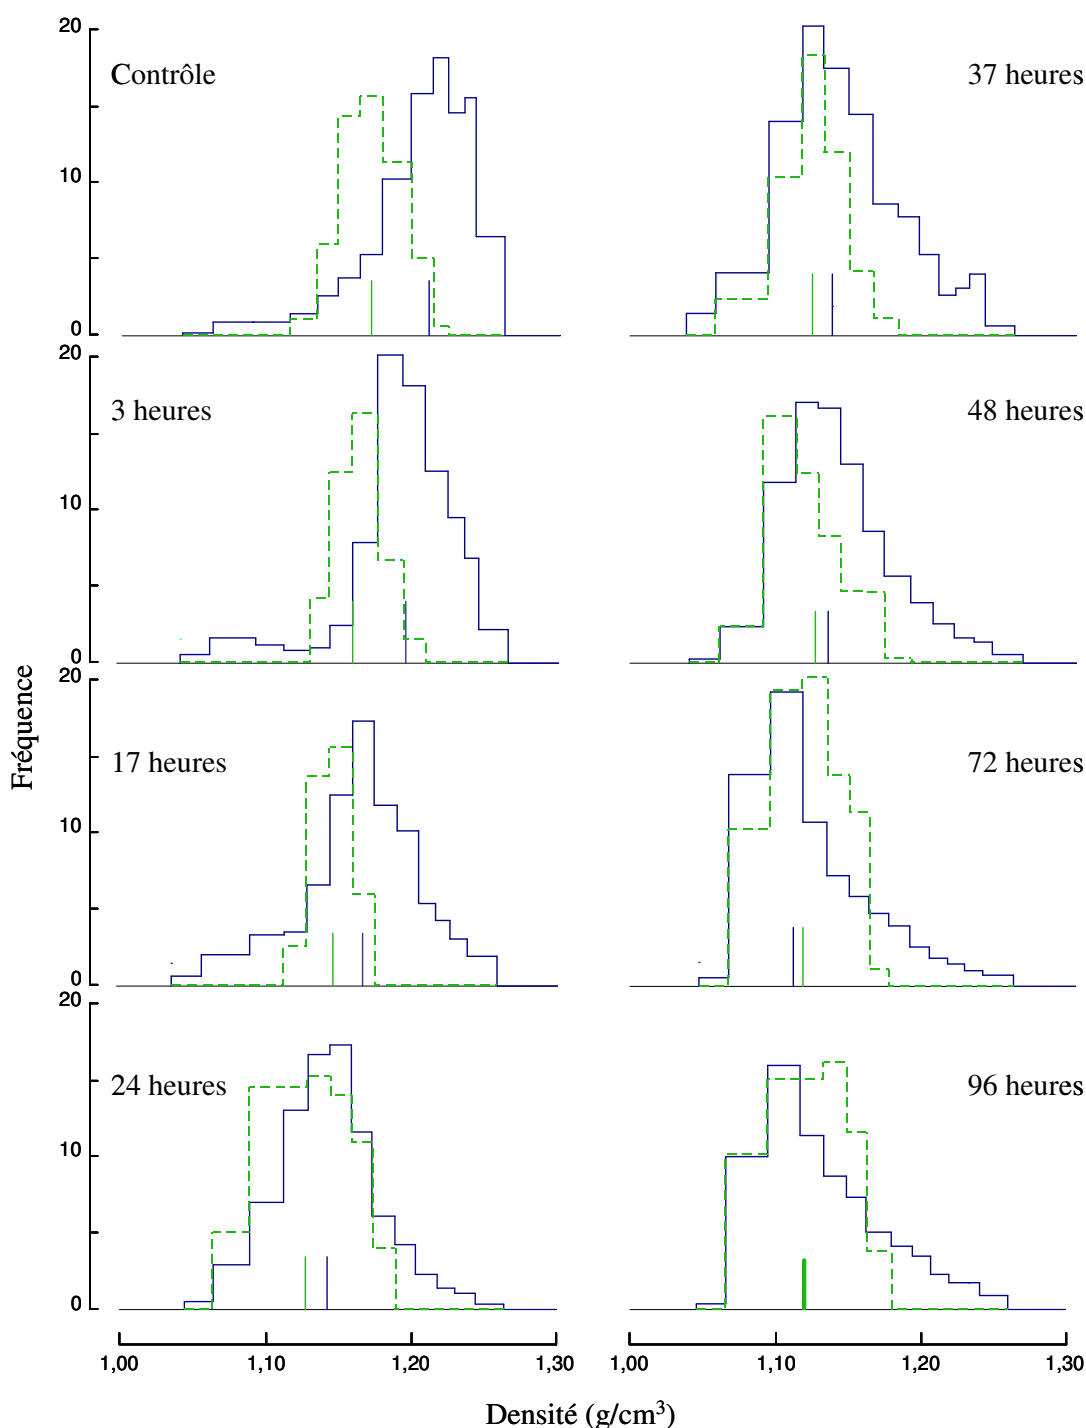 20
Contrôle
37 heures
10
0
20
3 heures
48 heures
10
0
20
17 heures
72 heures
10
0
20
24 heures
96 heures
10
0
Fréquence
1,00
1,10
1,20
1,30
1,00
1,10
1,20
1,30
Densité (g/cm³)